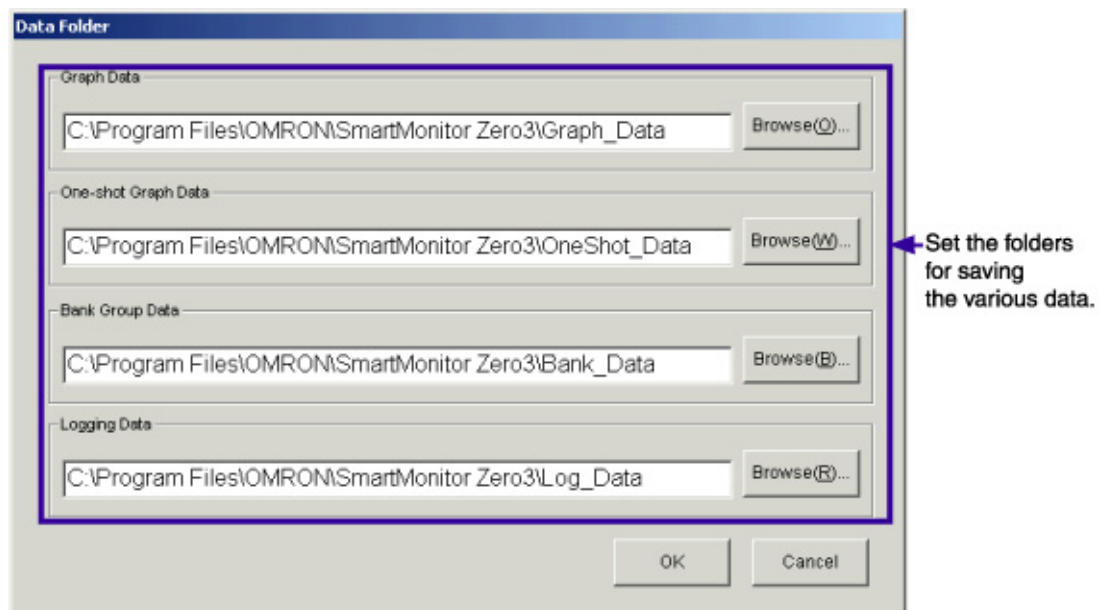 Data Folder
Graph Data
C:\Program Files\OMRON\SmartMonitor Zero3\Graph_Data
Browse(O)...
One-shot Graph Data
C:\Program Files\OMRON\SmartMonitor Zero3\OneShot_Data
Browse(W)...
Set the folders
for saving
the various data.
Bank Group Data
C:\Program Files\OMRON\SmartMonitor Zero3\Bank_Data
Browse(B)...
Logging Data
C:\Program Files\OMRON\SmartMonitor Zero3\Log_Data
Browse(R)...
OK
Cancel